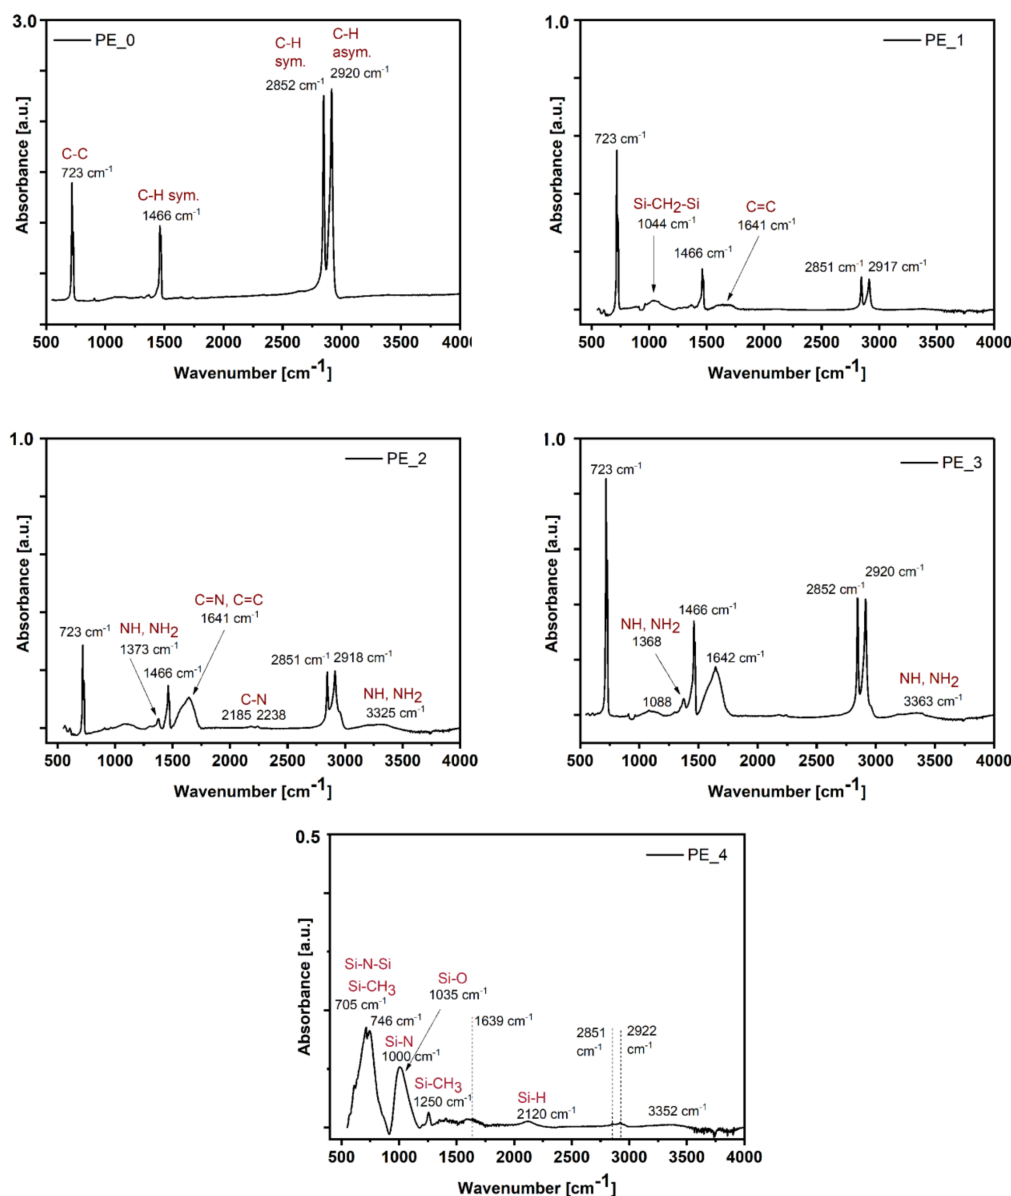 3.0
PE_0
C-H
sym.
C-H
asym.
2852 cm-1
2920 cm-1
C-C
723 cm-1
C-H sym.
1466 cm-1
Absorbance [a.u.]
500 1000 1500 2000 2500 3000 3500 4000
Wavenumber [cm-1]
1.0
PE_1
723 cm-1
Si-CH2-Si
1044 cm-1
C=C
1641 cm-1
1466 cm-1
2851 cm-1 2917 cm-1
Absorbance [a.u.]
500 1000 1500 2000 2500 3000 3500 4000
Wavenumber [cm-1]
1.0
PE_2
C=N, C=C
1641 cm-1
723 cm-1
NH, NH2
1373 cm-1
1466 cm-1
2851 cm-1 2918 cm-1
C-N
2185 2238
NH, NH2
3325 cm-1
Absorbance [a.u.]
500 1000 1500 2000 2500 3000 3500 4000
Wavenumber [cm-1]
1.0
PE_3
723 cm-1
2920 cm-1
2852 cm-1
1466 cm-1
NH, NH2
1368
1642 cm-1
1088
NH, NH2
3363 cm-1
Absorbance [a.u.]
500 1000 1500 2000 2500 3000 3500 4000
Wavenumber [cm-1]
0.5
PE_4
Si-N-Si
Si-CH3
705 cm-1
746 cm-1
Si-O
1035 cm-1
1639 cm-1
Si-N
1000 cm-1
Si-CH3
1250 cm-1
Si-H
2120 cm-1
2851
cm-1
2922
cm-1
3352 cm-1
Absorbance [a.u.]
500 1000 1500 2000 2500 3000 3500 4000
Wavenumber [cm-1]